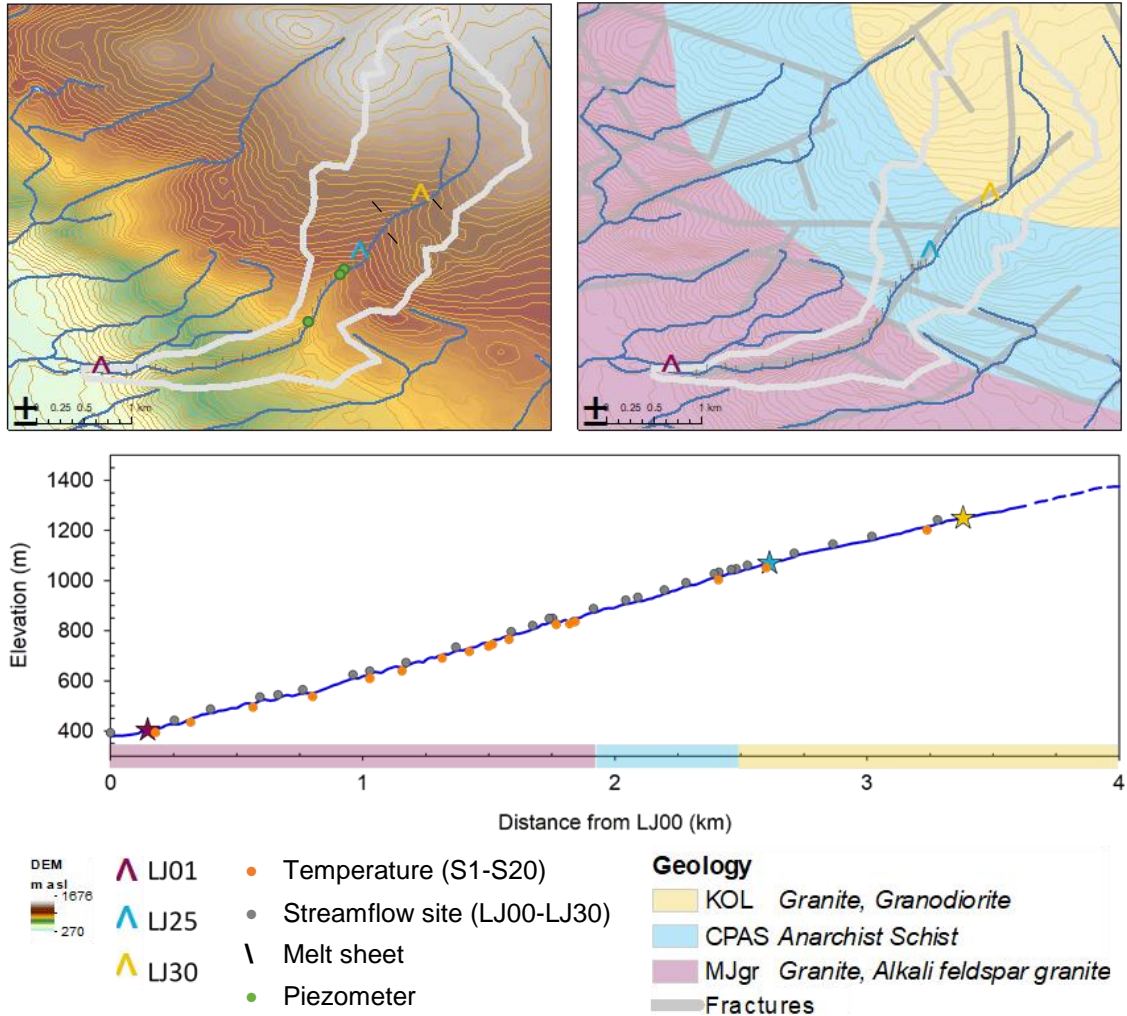 0.25 0.5 1 km
0.25 0.5 1 km
1400
1200
1000
800
600
400
Elevation (m)
0 1 2 3 4
Distance from LJ00 (km)
DEM
m asl
1676
270
LJ01
LJ25
LJ30
Temperature (S1-S20)
Streamflow site (LJ00-LJ30)
Melt sheet
Piezometer
Geology
KOL Granite, Granodiorite
CPAS Anarchist Schist
MJgr Granite, Alkali feldspar granite
Fractures